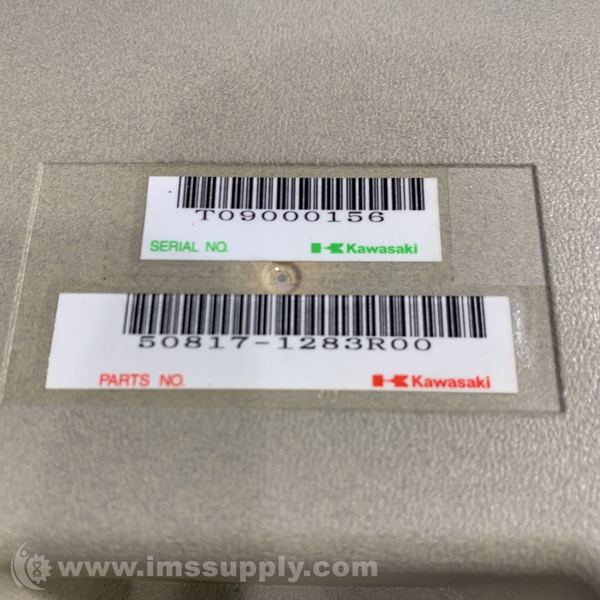 T09000156
SERIAL NO. Kawasaki
50817-1283R00
PARTS NO. Kawasaki
www.imssupply.com